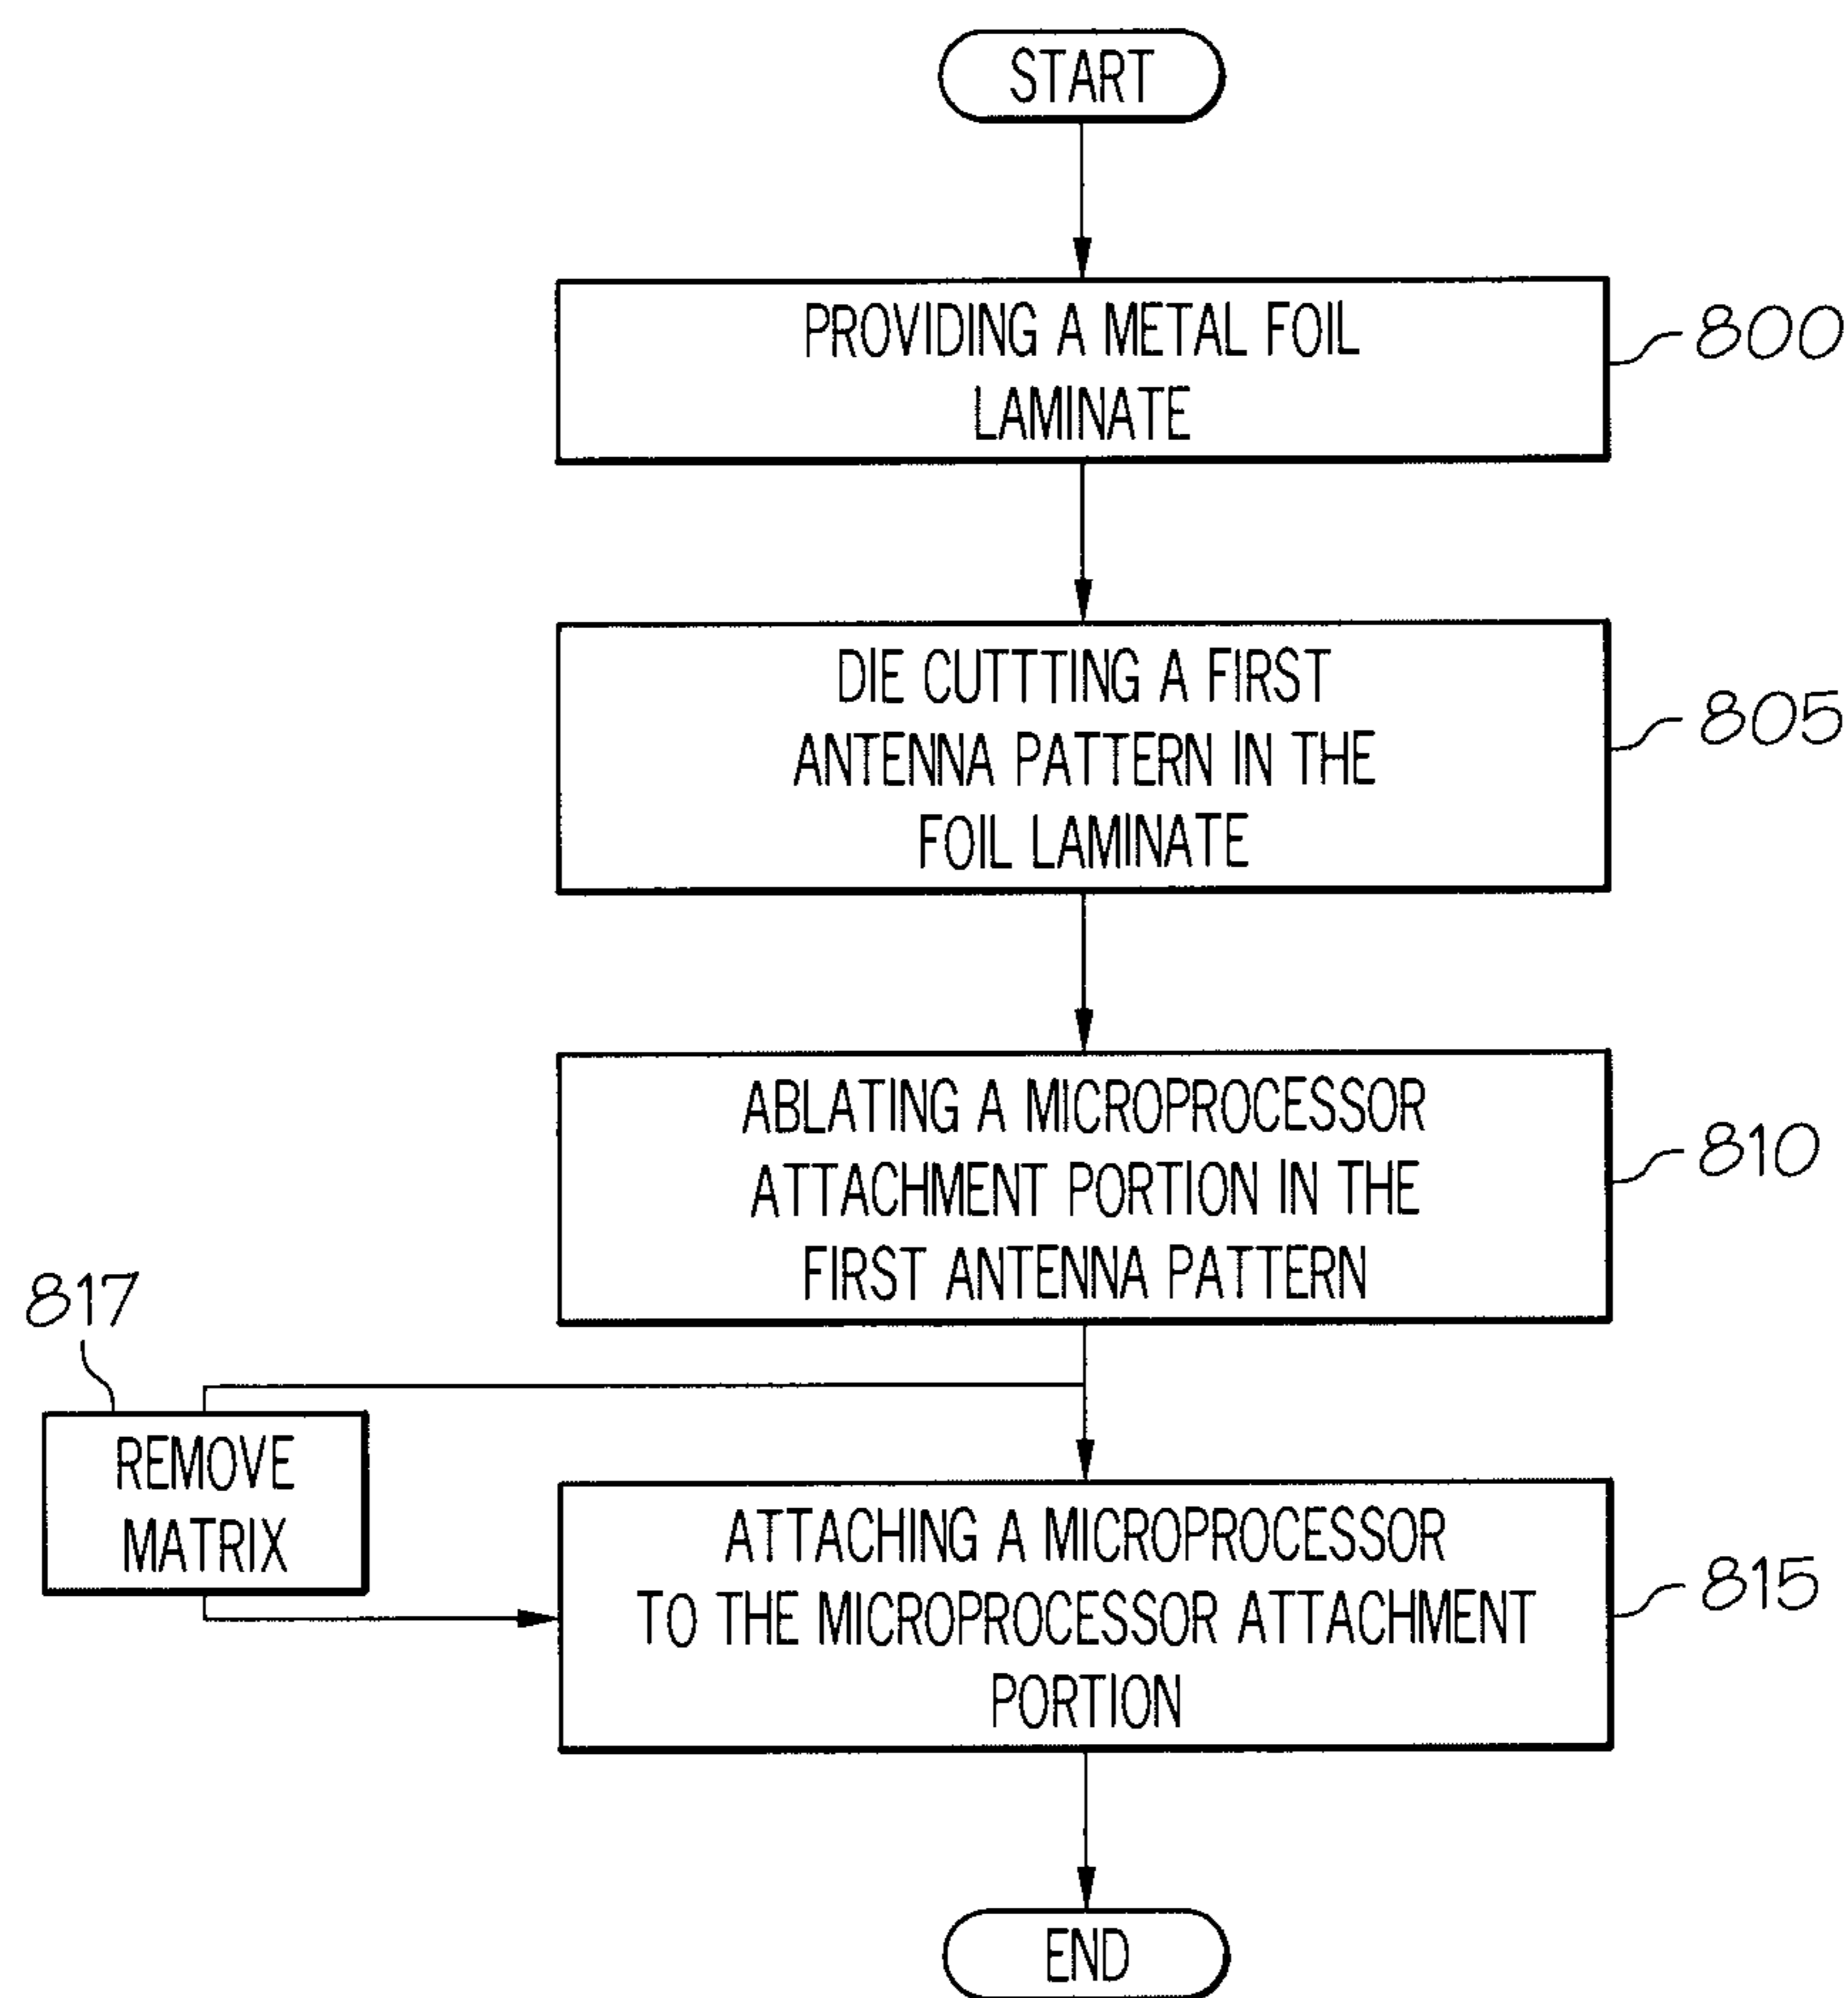 START
PROVIDING A METAL FOIL
LAMINATE
800
DIE CUTTTING A FIRST
ANTENNA PATTERN IN THE
FOIL LAMINATE
805
ABLATING A MICROPROCESSOR
ATTACHMENT PORTION IN THE
FIRST ANTENNA PATTERN
810
817
REMOVE
MATRIX
ATTACHING A MICROPROCESSOR
TO THE MICROPROCESSOR ATTACHMENT
PORTION
815
END